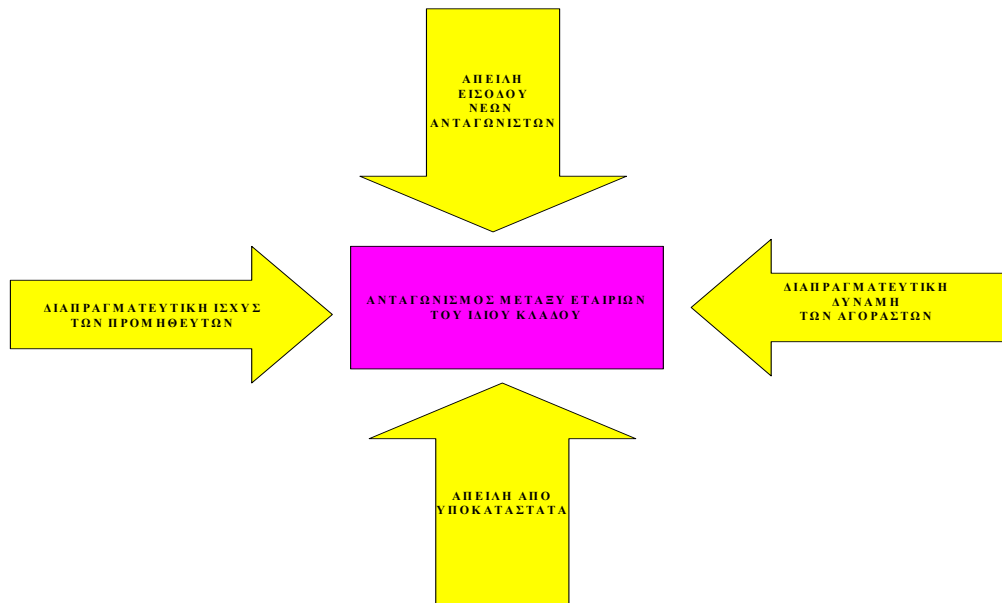 ΑΠΕΙΛΗ
ΕΙΣΟΔΟΥ
ΝΕΩΝ
ΑΝΤΑΓΩΝΙΣΤΩΝ
ΔΙΑΠΡΑΓΜΑΤΕΥΤΙΚΗ ΙΣΧΥΣ
ΤΩΝ ΠΡΟΜΗΘΕΥΤΩΝ
ΑΝΤΑΓΩΝΙΣΜΟΣ ΜΕΤΑΞΥ ΕΤΑΙΡΙΩΝ
ΤΟΥ ΙΔΙΟΥ ΚΛΑΔΟΥ
ΔΙΑΠΡΑΓΜΑΤΕΥΤΙΚΗ
ΔΥΝΑΜΗ
ΤΩΝ ΑΓΟΡΑΣΤΩΝ
ΑΠΕΙΛΗ ΑΠΟ
ΥΠΟΚΑΤΑΣΤΑΤΑ